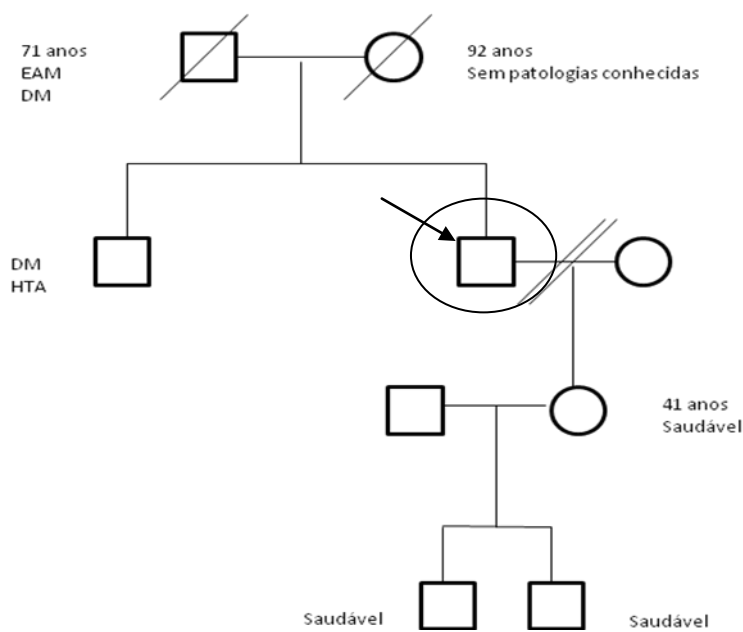 71 anos
EAM
DM
92 anos
Sem patologias conhecidas
DM
HTA
41 anos
Saudável
Saudável
Saudável